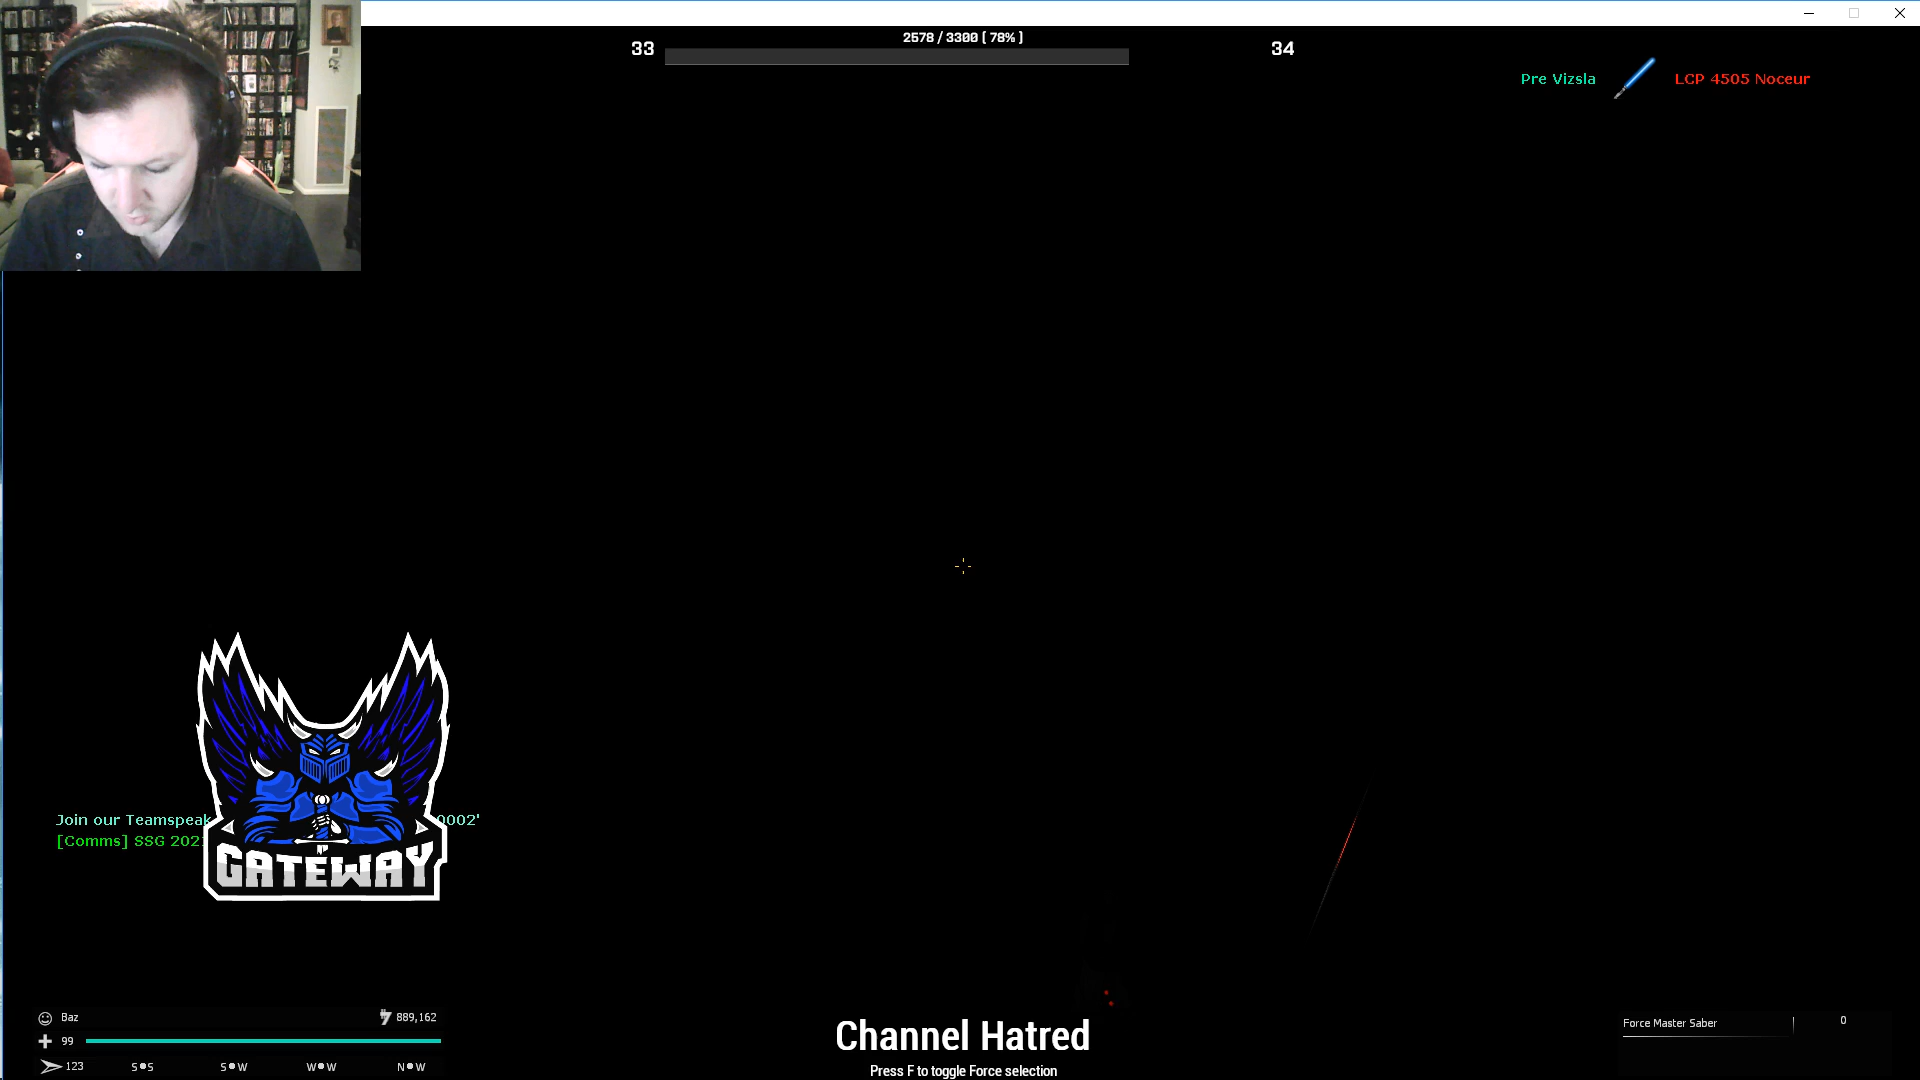 2578 / 3300 ( 78% )
33
34
Pre Vizsla
LCP 4505 Noceur
Join our Teamspeak
0002'
[Comms] SSG 202
GATEWAY
Baz
889,162
99
123
S●S
S●W
W●W
N●W
Channel Hatred
Press F to toggle Force selection
Force Master Saber
0